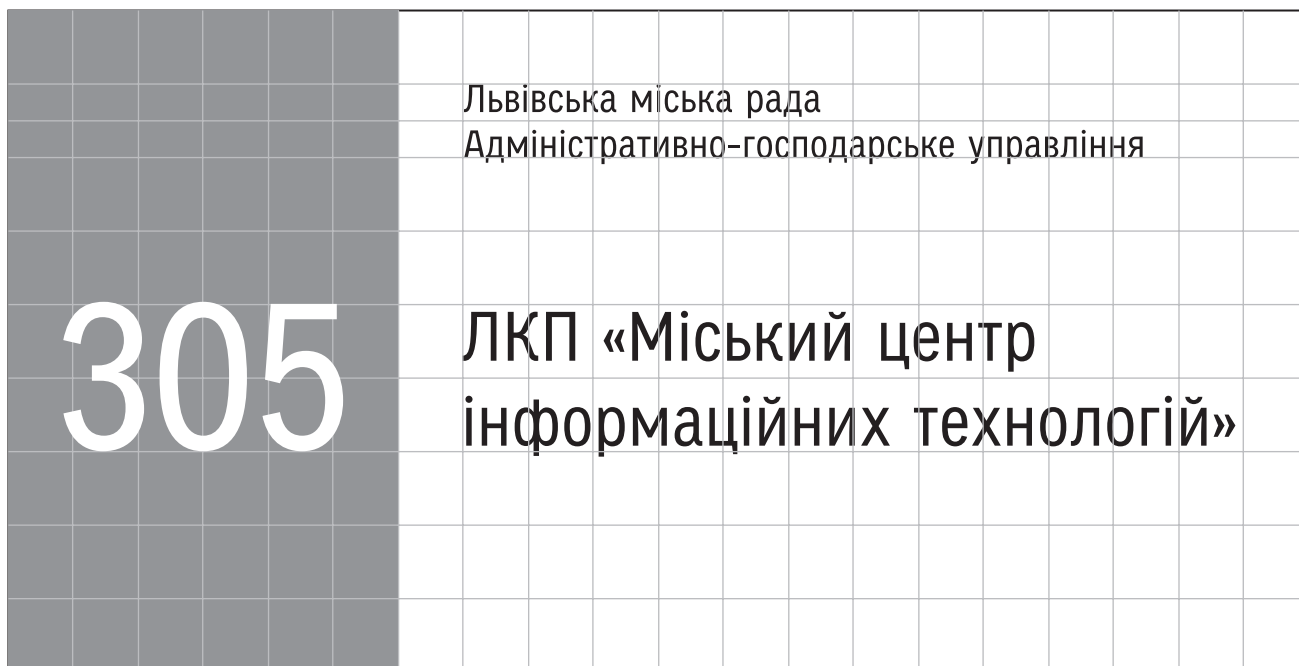 Львівська міська рада
Адміністративно-господарське управління
305
ЛКП «Міський центр
інформаційних технологій»